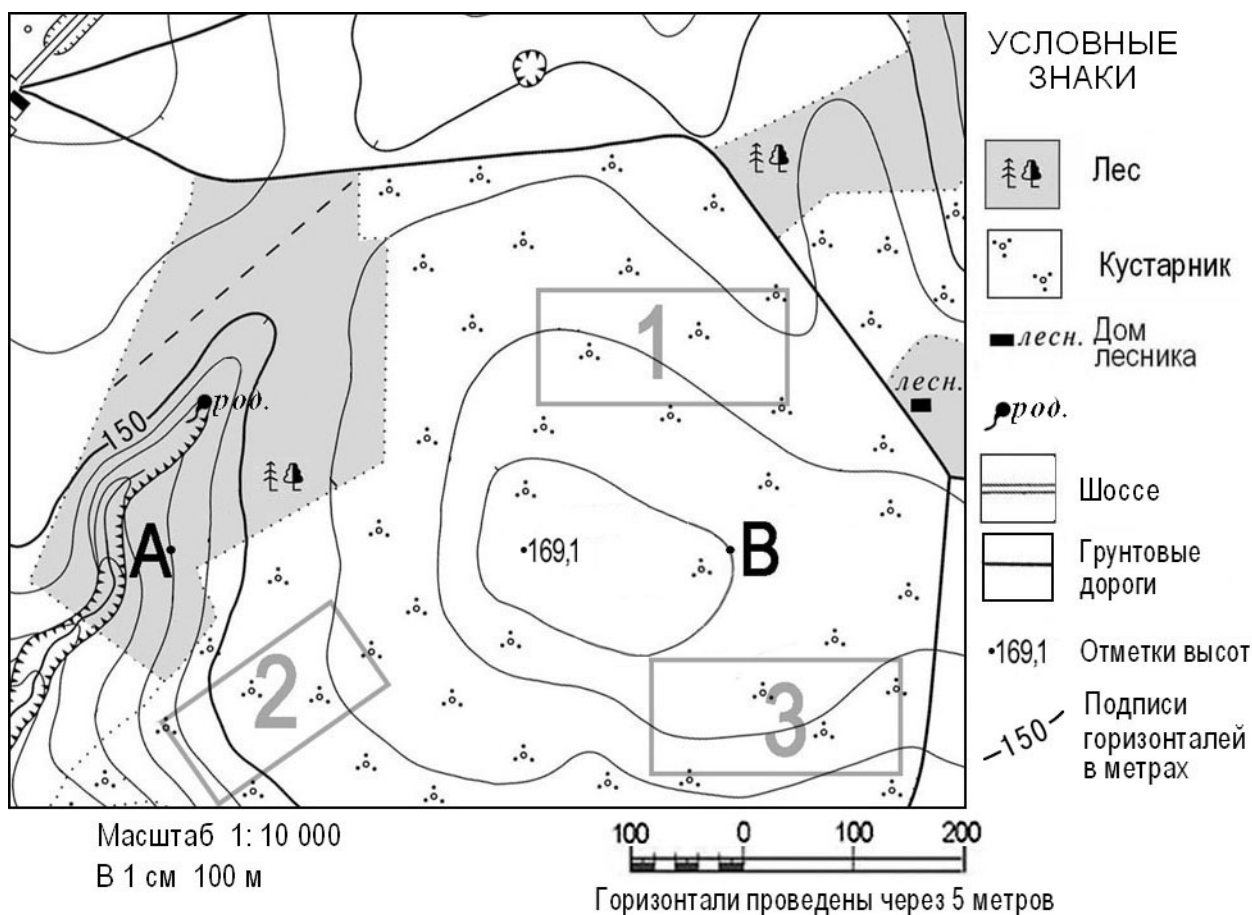 УСЛОВНЫЕ
ЗНАКИ
Лес
Кустарник
лесн. Дом
лесника
род.
Шоссе
Грунтовые
дороги
169,1 Отметки высот
150 Подписи
горизонталей
в метрах
1
лесн.
150
род.
А
169,1
В
2
3
Масштаб 1: 10 000
В 1 см 100 м
100 0 100 200
Горизонтали проведены через 5 метров